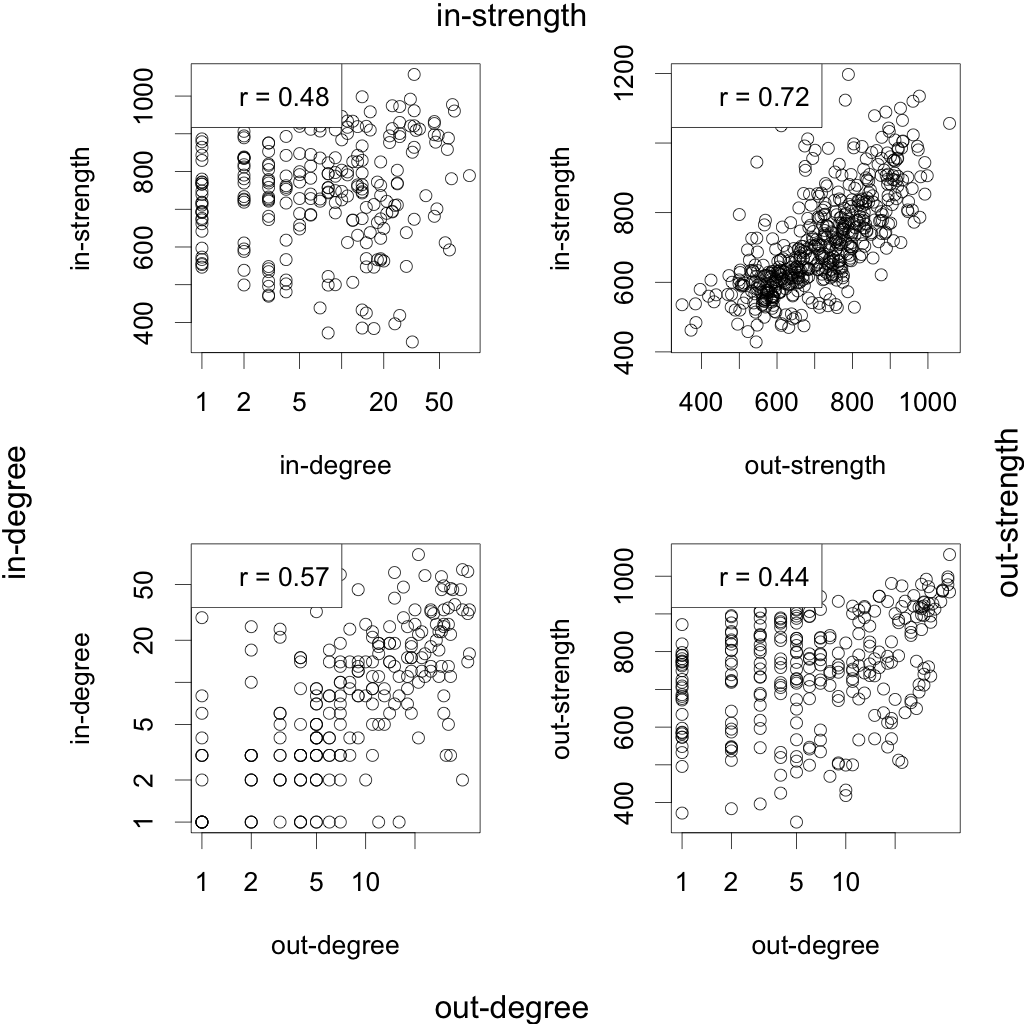 in-strength
r = 0.48
in-strength
400 600 800 1000
1 2 5 20 50
in-degree
r = 0.72
in-strength
400 600 800 1200
400 600 800 1000
out-strength
in-degree
out-strength
r = 0.57
in-degree
1 2 5 20 50
1 2 5 10
out-degree
r = 0.44
out-strength
400 600 800 1000
1 2 5 10
out-degree
out-degree